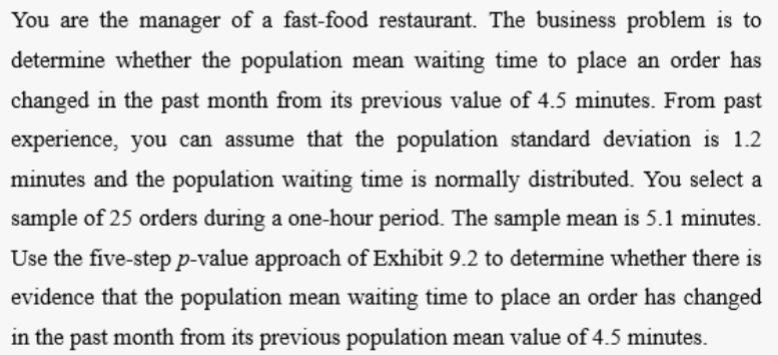 You are the manager of a fast-food restaurant. The business problem is to
determine whether the population mean waiting time to place an order has
changed in the past month from its previous value of 4.5 minutes. From past
experience, you can assume that the population standard deviation is 1.2
minutes and the population waiting time is normally distributed. You select a
sample of 25 orders during a one-hour period. The sample mean is 5.1 minutes.
Use the five-step p-value approach of Exhibit 9.2 to determine whether there is
evidence that the population mean waiting time to place an order has changed
in the past month from its previous population mean value of 4.5 minutes.